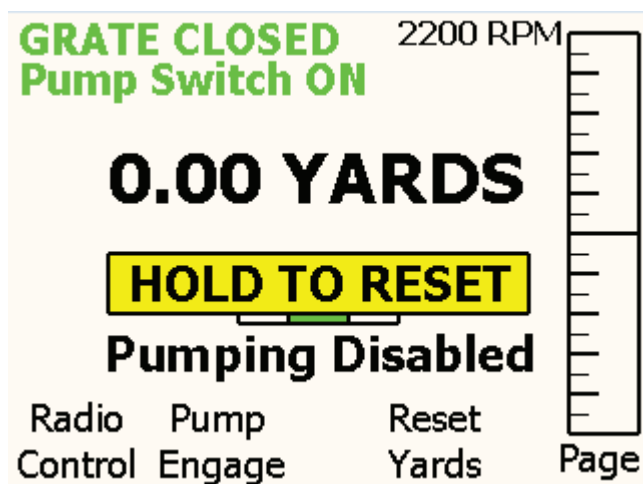 GRATE CLOSED 2200 RPM
Pump Switch ON
0.00 YARDS
HOLD TO RESET
Pumping Disabled
Radio Pump Reset
Control Engage Yards Page